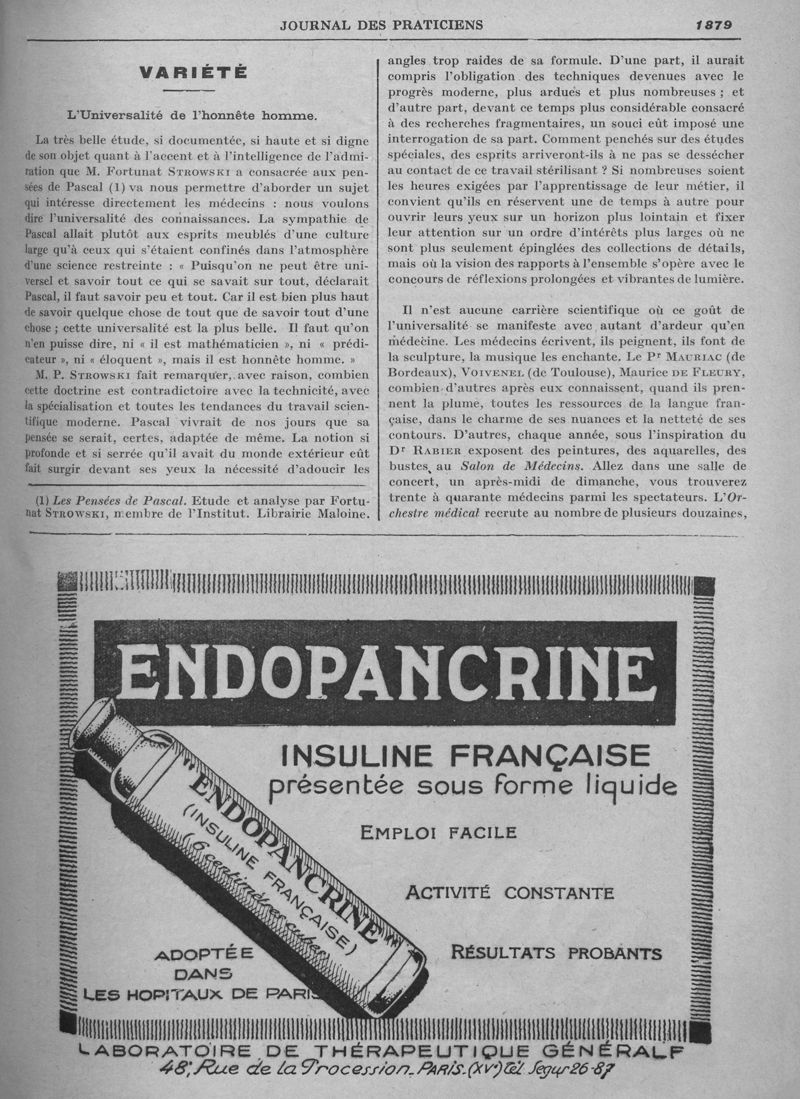 JOURNAL DES PRATICIENS
1879
VARIÉTÉ
L'Universalité de l'honnête homme.
La très belle étude, si documentée, si haute et si digne
de son objet quant à l'accent et à l'intelligence de l'admi-
ration que M. Fortunat STROWSKI a consacrée aux pen-
sées de Pascal (1) va nous permettre d'aborder un sujet
qui intéresse directement les médecins : nous voulons
dire l'universalité des connaissances. La sympathie de
Pascal allait plutôt aux esprits meublés d'une culture
large qu'à ceux qui s'étaient confinés dans l'atmosphère
d'une science restreinte : « Puisqu'on ne peut être uni-
versel et savoir tout ce qui se savait sur tout, déclarait
Pascal, il faut savoir peu et tout. Car il est bien plus haut
de savoir quelque chose de tout que de savoir tout d'une
chose ; cette universalité est la plus belle. Il faut qu'on
n'en puisse dire, ni « il est mathématicien », ni « prédi-
cateur », ni « éloquent », mais il est honnête homme. »
M. P. STROWSKI fait remarquer, avec raison, combien
cette doctrine est contradictoire avec la technicité, avec
la spécialisation et toutes les tendances du travail scien-
tifique moderne. Pascal vivrait de nos jours que sa
pensée se serait, certes, adaptée de même. La notion si
profonde et si serrée qu'il avait du monde extérieur eût
fait surgir devant ses yeux la nécessité d'adoucir les
(1) Les Pensées de Pascal. Etude et analyse par Fortu-
nat STROWSKI, membre de l'Institut. Librairie Maloine.
angles trop raides de sa formule. D'une part, il aurait
compris l'obligation des techniques devenues avec le
progrès moderne, plus ardues et plus nombreuses ; et
d'autre part, devant ce temps plus considérable consacré
à des recherches fragmentaires, un souci eût imposé une
interrogation de sa part. Comment penchés sur des études
spéciales, des esprits arriveront-ils à ne pas se dessécher
au contact de ce travail stérilisant ? Si nombreuses soient
les heures exigées par l'apprentissage de leur métier, il
convient qu'ils en réservent une de temps à autre pour
ouvrir leurs yeux sur un horizon plus lointain et fixer
leur attention sur un ordre d'intérêts plus larges où ne
sont plus seulement épinglées des collections de détails,
mais où la vision des rapports à l'ensemble s'opère avec le
concours de réflexions prolongées et vibrantes de lumière.
Il n'est aucune carrière scientifique où ce goût de
l'universalité se manifeste avec autant d'ardeur qu'en
médecine. Les médecins écrivent, ils peignent, ils font de
la sculpture, la musique les enchante. Le Pr MAURIAC (de
Bordeaux), VOIVENEL (de Toulouse), Maurice DE FLEURY,
combien d'autres après eux connaissent, quand ils pren-
nent la plume, toutes les ressources de la langue fran-
çaise, dans le charme de ses nuances et la netteté de ses
contours. D'autres, chaque année, sous l'inspiration du
Dr RABIER exposent des peintures, des aquarelles, des
bustes au Salon de Médecins. Allez dans une salle de
concert, un après-midi de dimanche, vous trouverez
trente à quarante médecins parmi les spectateurs. L'Or-
chestre médical recrute au nombre de plusieurs douzaines,
ENDOPANCRINE
INSULINE FRANÇAISE
présentée sous forme liquide
EMPLOI FACILE
ACTIVITÉ CONSTANTE
RÉSULTATS PROBANTS
"ENDOPANCRINE"
(INSULINE FRANÇAISE)
(6 centimètres cubes)
ADOPTÉE
DANS
LES HOPITAUX DE PARIS
LABORATOIRE DE THÉRAPEUTIQUE GÉNÉRALE
48, Rue de la Procession. PARIS. (XVe) Tél. Ségur 26-87